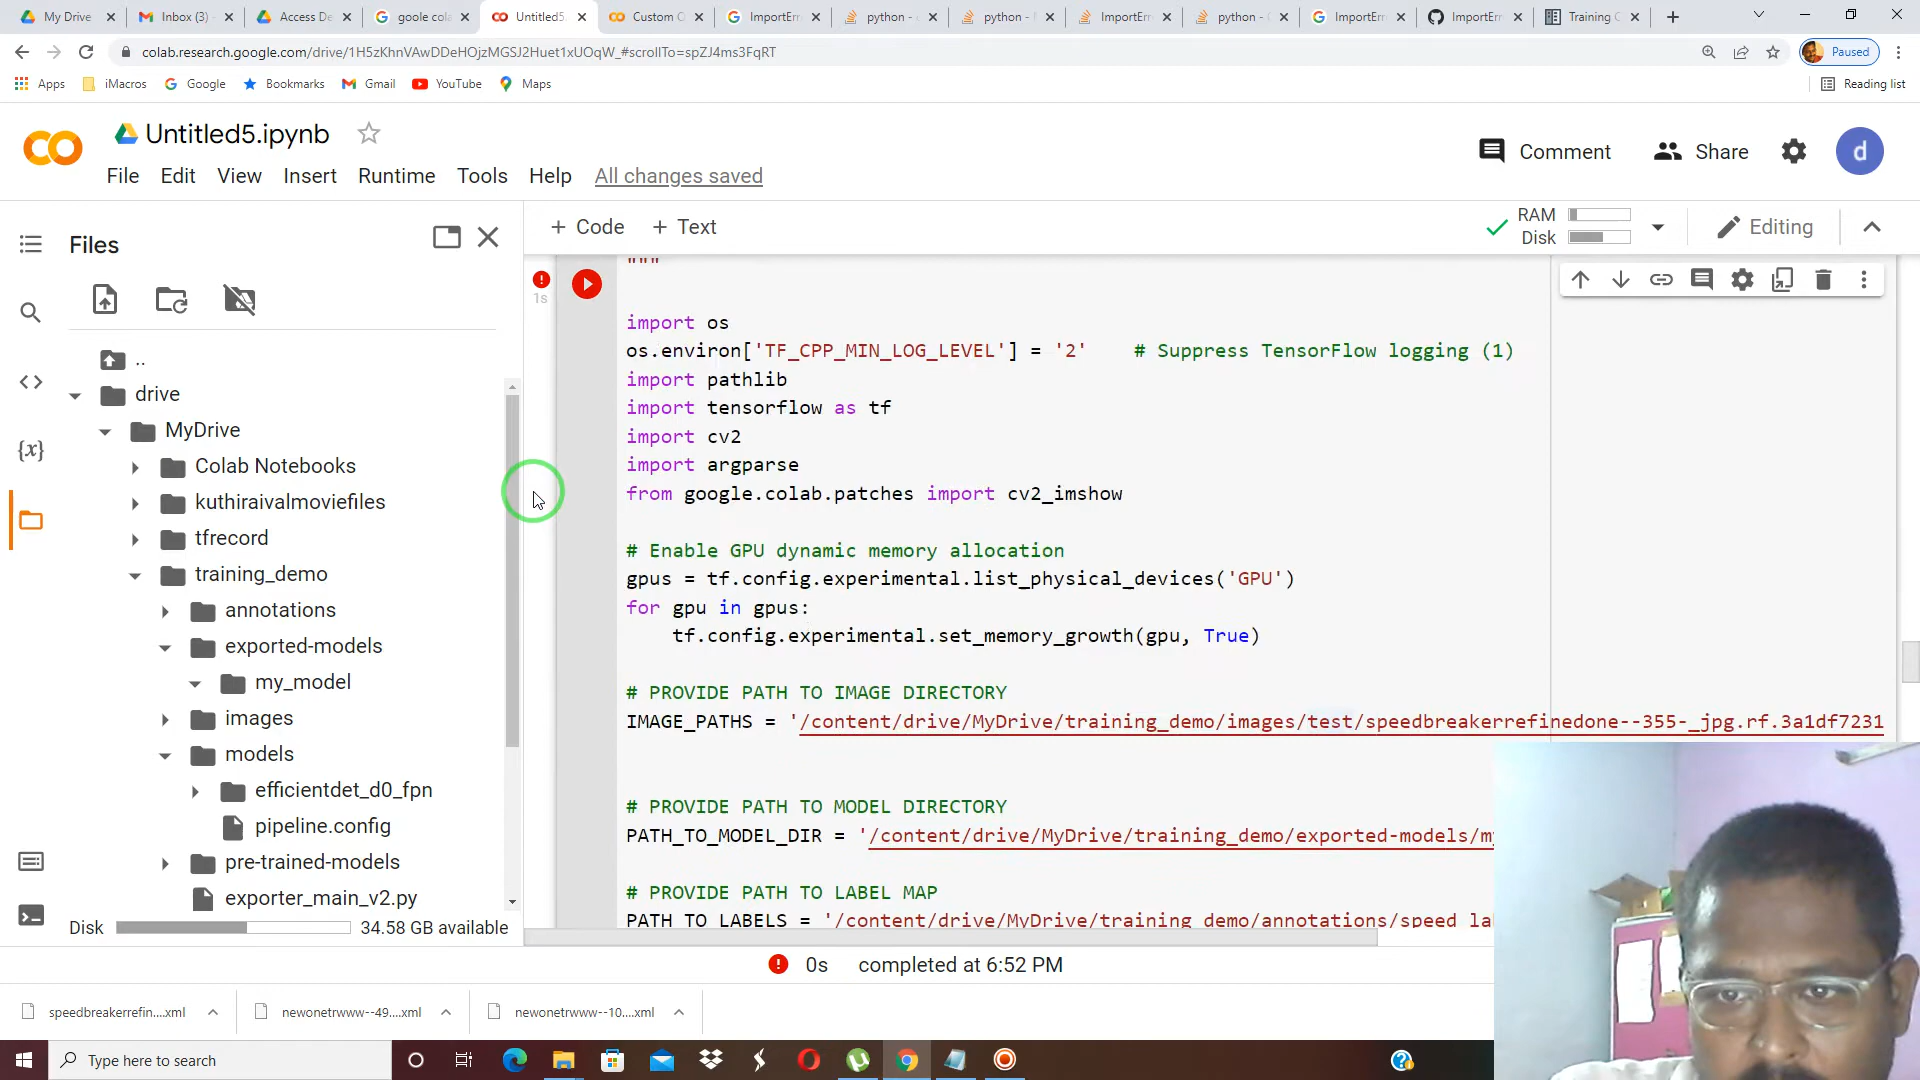 My Drive
Inbox (3)
Access De
goole col
Untitled5.
Custom C
ImportErr
python -
python -
ImportErr
python -
ImportErr
ImportErr
Training C
colab.research.google.com/drive/1H5zKhnVAwDDeHOjzMGSJ2Huet1xUOqW_#scrollTo=spZJ4ms3FqRT
Paused
Apps
iMacros
Google
Bookmarks
Gmail
YouTube
Maps
Reading list
CO
Untitled5.ipynb
Comment
Share
d
File Edit View Insert Runtime Tools Help All changes saved
Files
+ Code + Text
RAM
Disk
Editing
"""
1s
import os
os.environ['TF_CPP_MIN_LOG_LEVEL'] = '2' # Suppress TensorFlow logging (1)
import pathlib
import tensorflow as tf
import cv2
import argparse
from google.colab.patches import cv2_imshow
# Enable GPU dynamic memory allocation
gpus = tf.config.experimental.list_physical_devices('GPU')
for gpu in gpus:
tf.config.experimental.set_memory_growth(gpu, True)
# PROVIDE PATH TO IMAGE DIRECTORY
IMAGE_PATHS = '/content/drive/MyDrive/training_demo/images/test/speedbreakerrefinedone--355-_jpg.rf.3a1df7231
# PROVIDE PATH TO MODEL DIRECTORY
PATH_TO_MODEL_DIR = '/content/drive/MyDrive/training_demo/exported-models/my
# PROVIDE PATH TO LABEL MAP
PATH_TO_LABELS = '/content/drive/MyDrive/training_demo/annotations/speed_la
..
drive
MyDrive
Colab Notebooks
kuthiraivalmoviefiles
tfrecord
training_demo
annotations
exported-models
my_model
images
models
efficientdet_d0_fpn
pipeline.config
pre-trained-models
exporter_main_v2.py
Disk
34.58 GB available
0s completed at 6:52 PM
speedbreakerrefin....xml
newonetrwww--49....xml
newonetrwww--10....xml
Type here to search